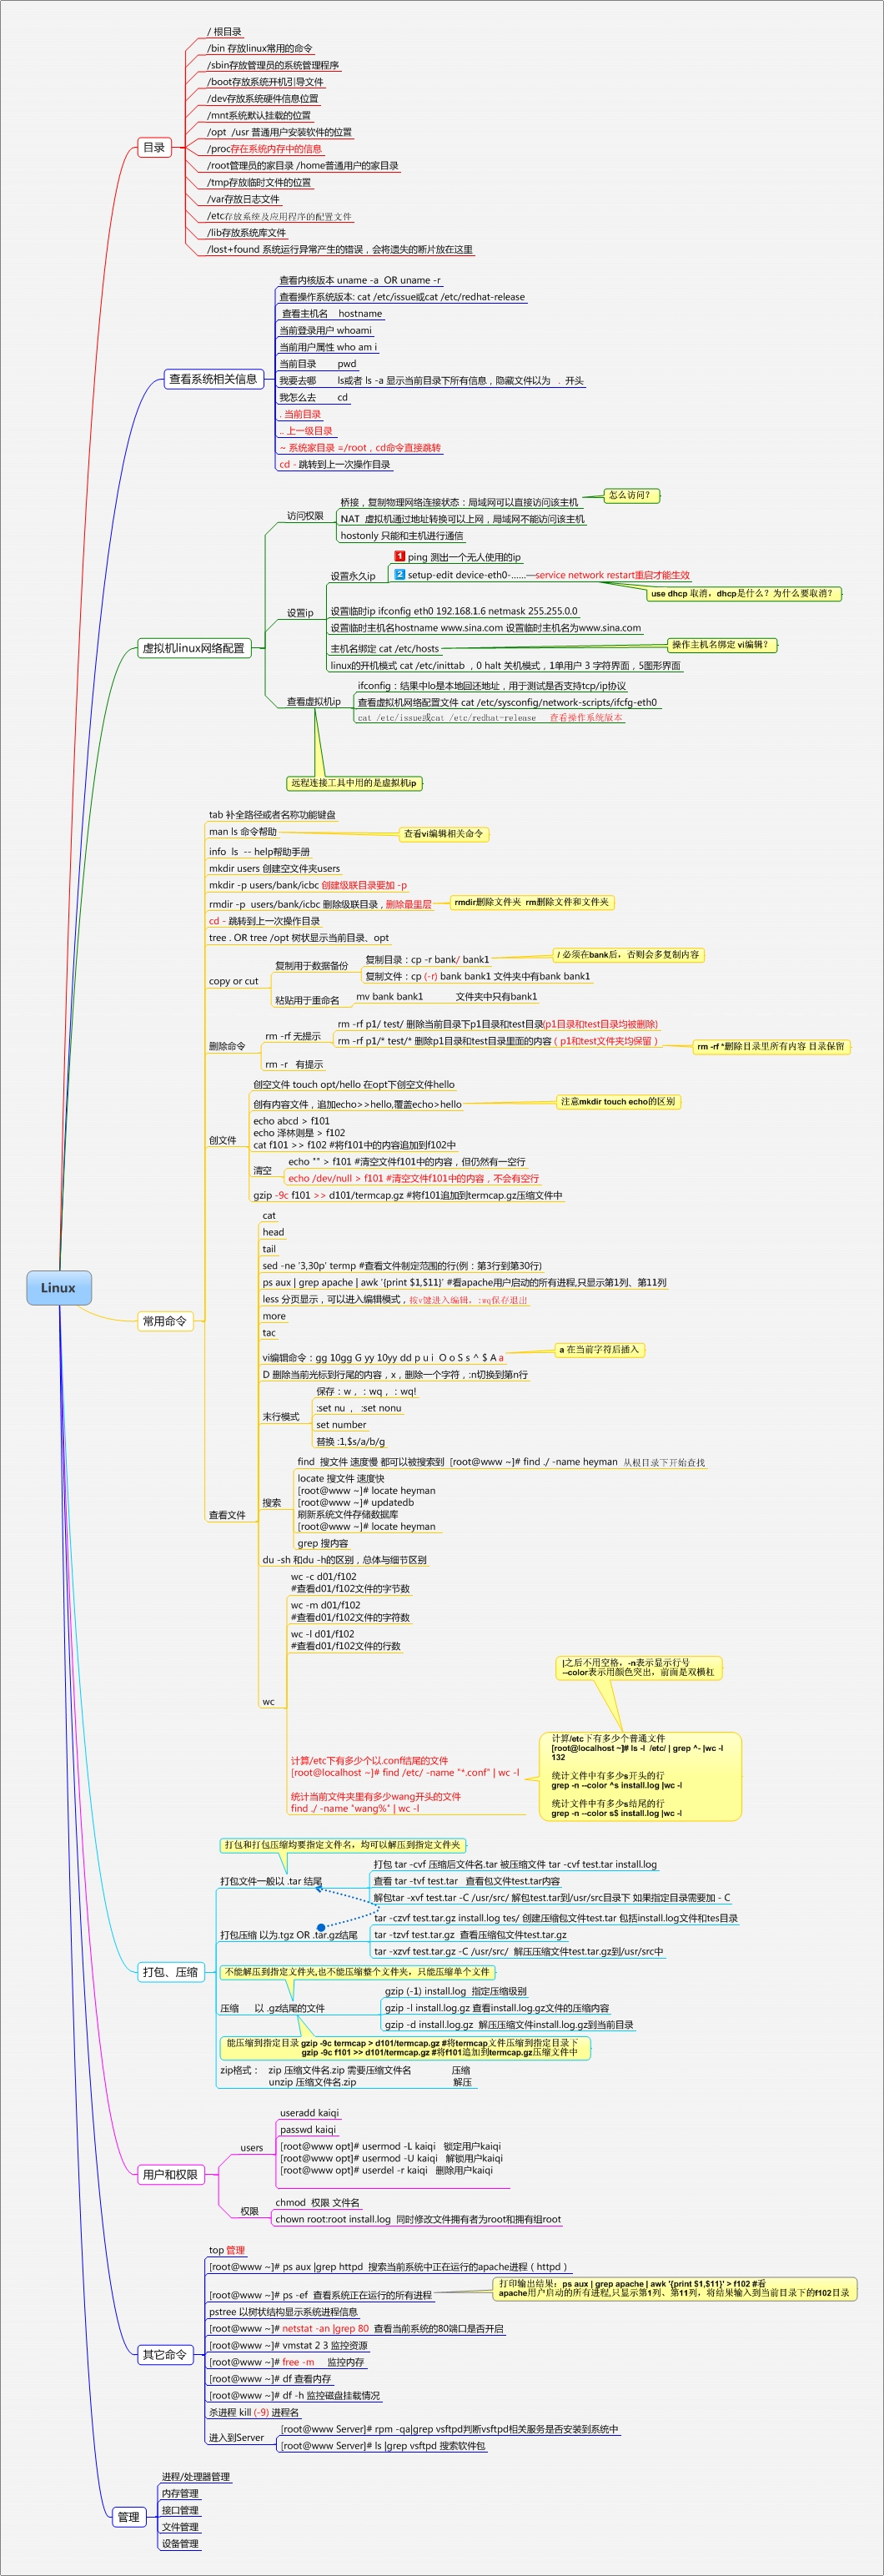 Linux
目录
/ 根目录
/bin 存放linux常用的命令
/sbin存放管理员的系统管理程序
/boot存放系统开机引导文件
/dev存放系统硬件信息位置
/mnt系统默认挂载的位置
/opt /usr 普通用户安装软件的位置
/proc存在系统内存中的信息
/root管理员的家目录 /home普通用户的家目录
/tmp存放临时文件的位置
/var存放日志文件
/etc存放系统及应用程序的配置文件
/lib存放系统库文件
/lost+found 系统运行异常产生的错误，会将遗失的断片放在这里
查看系统相关信息
查看内核版本 uname -a OR uname -r
查看操作系统版本: cat /etc/issue或cat /etc/redhat-release
查看主机名 hostname
当前登录用户 whoami
当前用户属性 who am i
当前目录 pwd
我要去哪 ls或者 ls -a 显示当前目录下所有信息，隐藏文件以为 . 开头
我怎么去 cd
. 当前目录
.. 上一级目录
~ 系统家目录 =/root，cd命令直接跳转
cd - 跳转到上一次操作目录
虚拟机linux网络配置
访问权限
桥接，复制物理网络连接状态：局域网可以直接访问该主机
怎么访问？
NAT 虚拟机通过地址转换可以上网，局域网不能访问该主机
hostonly 只能和主机进行通信
设置ip
设置永久ip
1 ping 测出一个无人使用的ip
2 setup-edit device-eth0-……—service network restart重启才能生效
use dhcp 取消，dhcp是什么？为什么要取消？
设置临时ip ifconfig eth0 192.168.1.6 netmask 255.255.0.0
设置临时主机名hostname www.sina.com 设置临时主机名为www.sina.com
主机名绑定 cat /etc/hosts
操作主机名绑定 vi编辑？
linux的开机模式 cat /etc/inittab ，0 halt 关机模式，1单用户 3 字符界面，5图形界面
查看虚拟机ip
ifconfig：结果中lo是本地回还地址，用于测试是否支持tcp/ip协议
查看虚拟机网络配置文件 cat /etc/sysconfig/network-scripts/ifcfg-eth0
cat /etc/issue或cat /etc/redhat-release 查看操作系统版本
远程连接工具中用的是虚拟机ip
常用命令
tab 补全路径或者名称功能键盘
man ls 命令帮助
查看vi编辑相关命令
info ls -- help帮助手册
mkdir users 创建空文件夹users
mkdir -p users/bank/icbc 创建级联目录要加 -p
rmdir -p users/bank/icbc 删除级联目录，删除最里层
rmdir删除文件夹 rm删除文件和文件夹
cd - 跳转到上一次操作目录
tree . OR tree /opt 树状显示当前目录、opt
copy or cut
复制用于数据备份
复制目录：cp -r bank/ bank1
/ 必须在bank后，否则会多复制内容
复制文件：cp (-r) bank bank1 文件夹中有bank bank1
粘贴用于重命名
mv bank bank1 文件夹中只有bank1
删除命令
rm -rf 无提示
rm -rf p1/ test/ 删除当前目录下p1目录和test目录(p1目录和test目录均被删除)
rm -rf p1/* test/* 删除p1目录和test目录里面的内容（ p1和test文件夹均保留 ）
rm -rf *删除目录里所有内容 目录保留
rm -r 有提示
创文件
创空文件 touch opt/hello 在opt下创空文件hello
创有内容文件，追加echo>>hello,覆盖echo>hello
注意mkdir touch echo的区别
echo abcd > f101
echo 泽林则是 > f102
cat f101 >> f102 #将f101中的内容追加到f102中
清空
echo "" > f101 #清空文件f101中的内容，但仍然有一空行
echo /dev/null > f101 #清空文件f101中的内容，不会有空行
gzip -9c f101 >> d101/termcap.gz #将f101追加到termcap.gz压缩文件中
查看文件
cat
head
tail
sed -ne '3,30p' termp #查看文件制定范围的行(例：第3行到第30行)
ps aux | grep apache | awk '{print $1,$11}' #看apache用户启动的所有进程,只显示第1列、第11列
less 分页显示，可以进入编辑模式，按v键进入编辑，:wq保存退出
more
tac
vi编辑命令：gg 10gg G yy 10yy dd p u i O o S s ^ $ A a
a 在当前字符后插入
D 删除当前光标到行尾的内容，x，删除一个字符，:n切换到第n行
末行模式
保存：w，：wq，：wq!
:set nu ， :set nonu
set number
替换 :1,$s/a/b/g
搜索
find 搜文件 速度慢 都可以被搜索到 [root@www ~]# find ./ -name heyman 从根目录下开始查找
locate 搜文件 速度快
[root@www ~]# locate heyman
[root@www ~]# updatedb
刷新系统文件存储数据库
[root@www ~]# locate heyman
grep 搜内容
du -sh 和du -h的区别，总体与细节区别
wc
wc -c d01/f102
#查看d01/f102文件的字节数
wc -m d01/f102
#查看d01/f102文件的字符数
wc -l d01/f102
#查看d01/f102文件的行数
计算/etc下有多少个以.conf结尾的文件
[root@localhost ~]# find /etc/ -name "*.conf" | wc -l
统计当前文件夹里有多少wang开头的文件
find ./ -name "wang%" | wc -l
|之后不用空格，-n表示显示行号
--color表示用颜色突出，前面是双横杠
计算/etc下有多少个普通文件
[root@localhost ~]# ls -l /etc/ | grep ^- |wc -l
132
统计文件中有多少s开头的行
grep -n --color ^s install.log |wc -l
统计文件中有多少s结尾的行
grep -n --color s$ install.log |wc -l
打包、压缩
打包和打包压缩均要指定文件名，均可以解压到指定文件夹
打包文件一般以 .tar 结尾
打包 tar -cvf 压缩后文件名.tar 被压缩文件 tar -cvf test.tar install.log
查看 tar -tvf test.tar 查看包文件test.tar内容
解包tar -xvf test.tar -C /usr/src/ 解包test.tar到/usr/src目录下 如果指定目录需要加 - C
打包压缩 以为.tgz OR .tar.gz结尾
tar -czvf test.tar.gz install.log tes/ 创建压缩包文件test.tar 包括install.log文件和tes目录
tar -tzvf test.tar.gz 查看压缩包文件test.tar.gz
tar -xzvf test.tar.gz -C /usr/src/ 解压压缩文件test.tar.gz到/usr/src中
不能解压到指定文件夹,也不能压缩整个文件夹，只能压缩单个文件
压缩 以 .gz结尾的文件
gzip (-1) install.log 指定压缩级别
gzip -l install.log.gz 查看install.log.gz文件的压缩内容
gzip -d install.log.gz 解压压缩文件install.log.gz到当前目录
能压缩到指定目录 gzip -9c termcap > d101/termcap.gz #将termcap文件压缩到指定目录下
gzip -9c f101 >> d101/termcap.gz #将f101追加到termcap.gz压缩文件中
zip格式： zip 压缩文件名.zip 需要压缩文件名 压缩
unzip 压缩文件名.zip 解压
用户和权限
users
useradd kaiqi
passwd kaiqi
[root@www opt]# usermod -L kaiqi 锁定用户kaiqi
[root@www opt]# usermod -U kaiqi 解锁用户kaiqi
[root@www opt]# userdel -r kaiqi 删除用户kaiqi
权限
chmod 权限 文件名
chown root:root install.log 同时修改文件拥有者为root和拥有组root
其它命令
top 管理
[root@www ~]# ps aux |grep httpd 搜索当前系统中正在运行的apache进程（ httpd ）
[root@www ~]# ps -ef 查看系统正在运行的所有进程
打印输出结果：ps aux | grep apache | awk '{print $1,$11}' > f102 #看
apache用户启动的所有进程,只显示第1列、第11列，将结果输入到当前目录下的f102目录
pstree 以树状结构显示系统进程信息
[root@www ~]# netstat -an |grep 80 查看当前系统的80端口是否开启
[root@www ~]# vmstat 2 3 监控资源
[root@www ~]# free -m 监控内存
[root@www ~]# df 查看内存
[root@www ~]# df -h 监控磁盘挂载情况
杀进程 kill (-9) 进程名
进入到Server
[root@www Server]# rpm -qa|grep vsftpd判断vsftpd相关服务是否安装到系统中
[root@www Server]# ls |grep vsftpd 搜索软件包
管理
进程/处理器管理
内存管理
接口管理
文件管理
设备管理